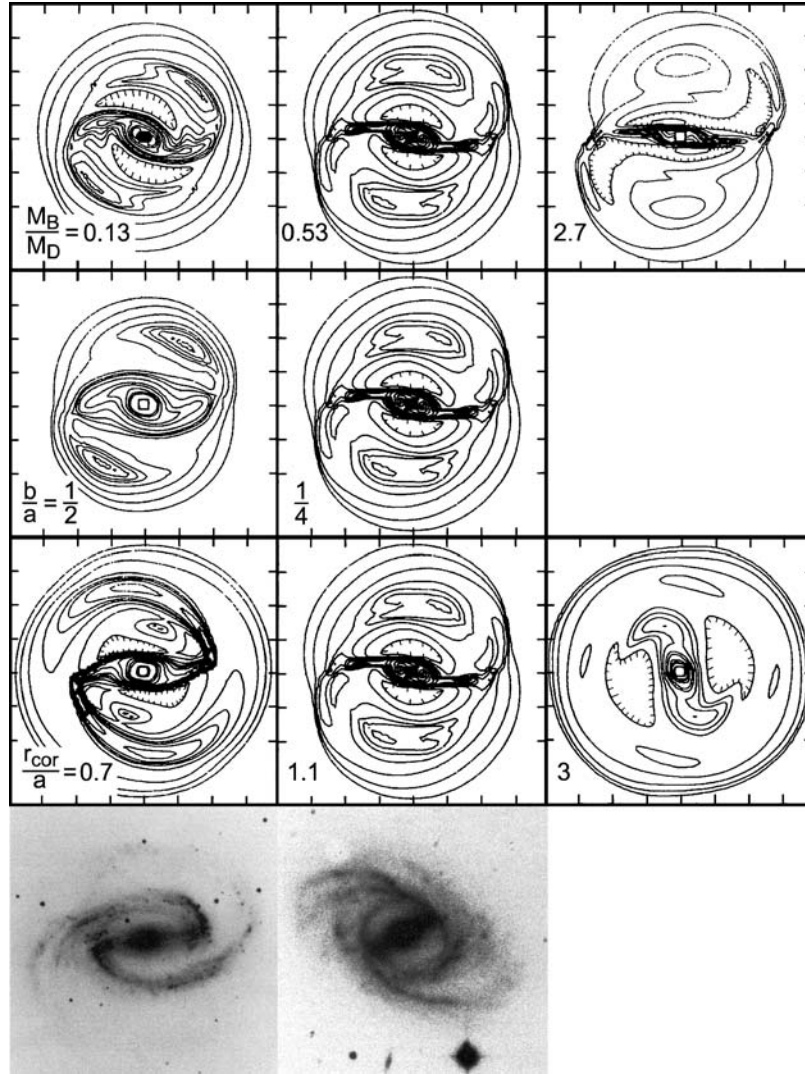 M_B/M_D = 0.13
0.53
2.7
b/a = 1/2
1/4
r_cor/a = 0.7
1.1
3